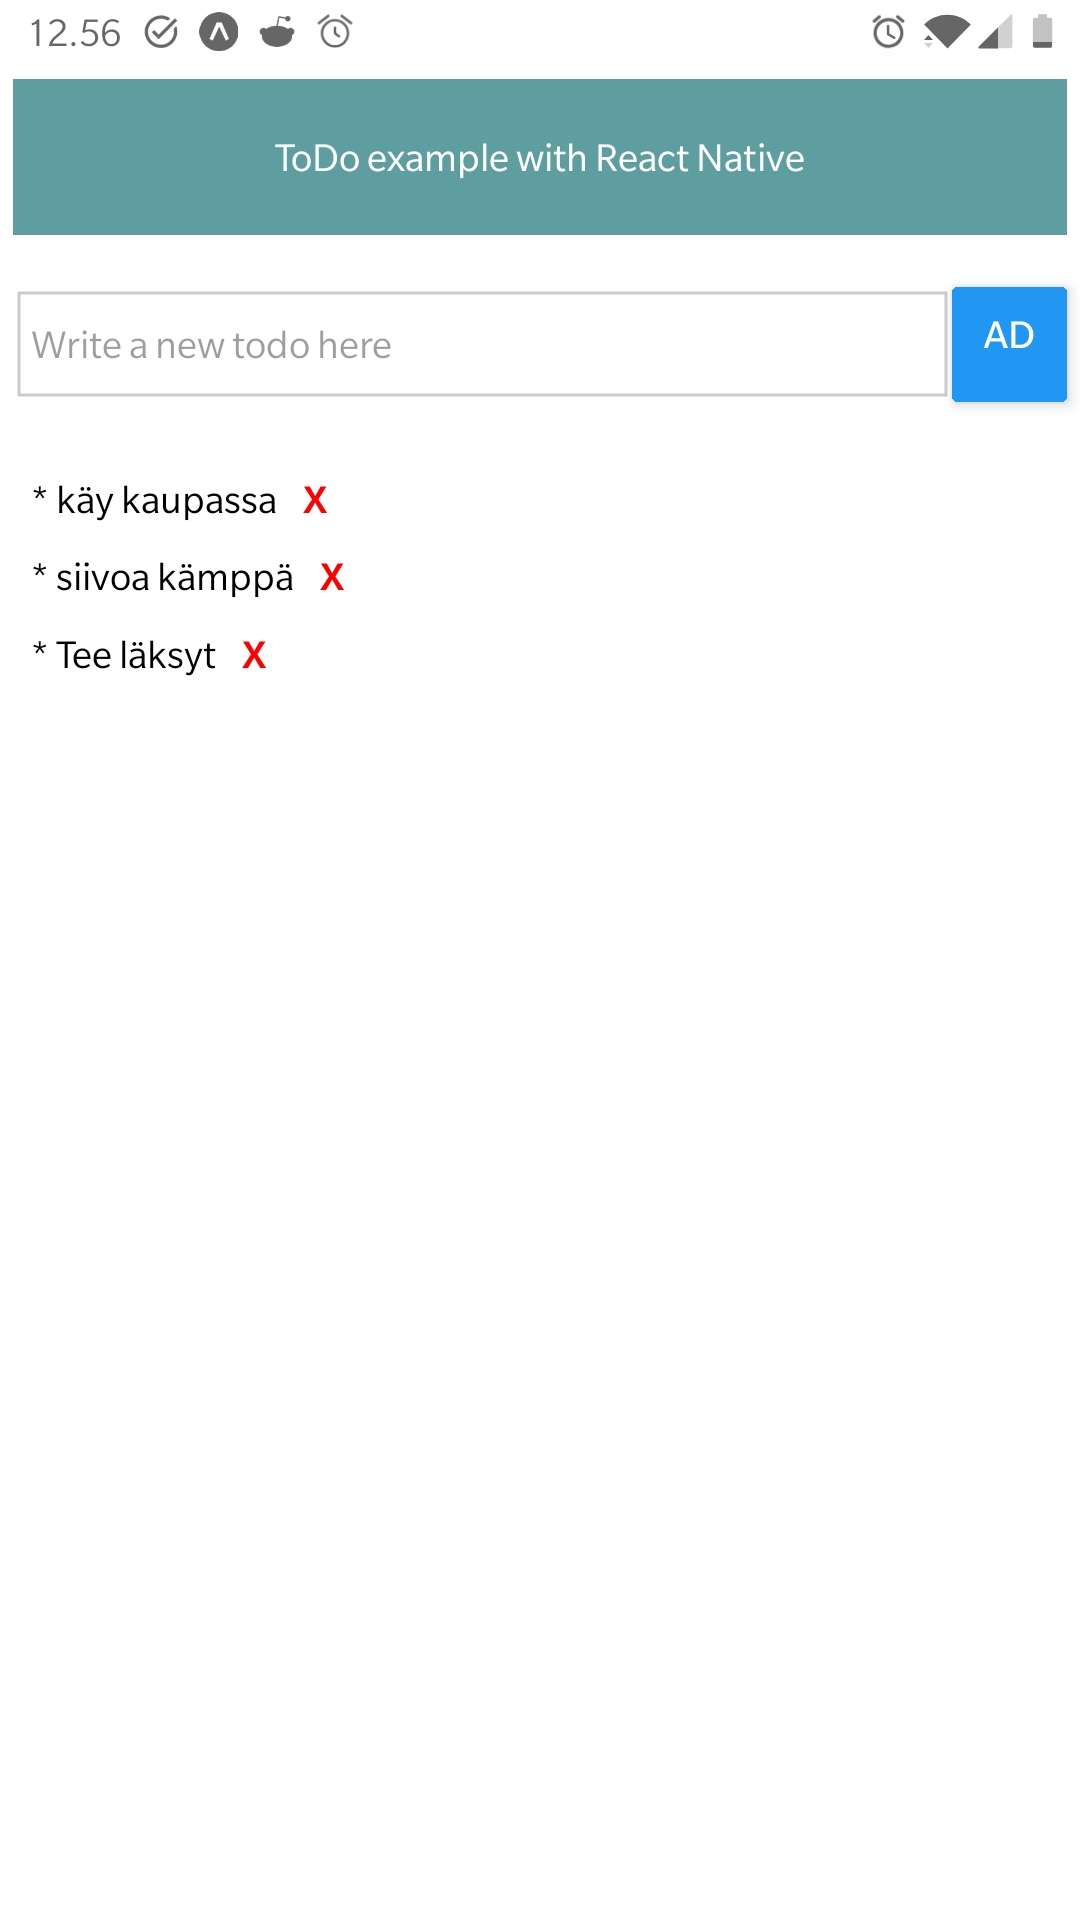 12.56
ToDo example with React Native
Write a new todo here
AD
* käy kaupassa X
* siivoa kämppä X
* Tee läksyt X